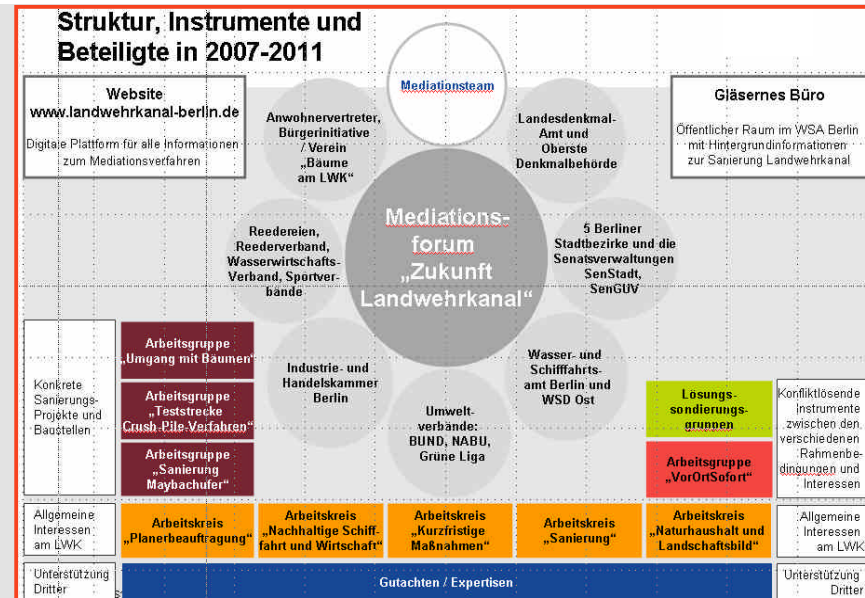 Struktur, Instrumente und
Beteiligte in 2007-2011
Mediationsteam
Website
www.landwehrkanal-berlin.de
Digitale Plattform für alle Informationen
zum Mediationsverfahren
Anwohnervertreter,
Bürgerinitiative
/ Verein
„Bäume
am LWK“
Landesdenkmal-
Amt und
Oberste
Denkmalbehörde
Gläsernes Büro
Öffentlicher Raum im WSA Berlin
mit Hintergrundinformationen
zur Sanierung Landwehrkanal
Mediations-
forum
„Zukunft
Landwehrkanal“
Reedereien,
Reederverband,
Wasserwirtschafts-
Verband, Sportver-
bände
5 Berliner
Stadtbezirke und die
Senatsverwaltungen
SenStadt,
SenGUV
Industrie- und
Handelskammer
Berlin
Umwelt-
verbände:
BUND, NABU,
Grüne Liga
Wasser- und
Schifffahrts-
amt Berlin und
WSD Ost
Konkrete
Sanierungs-
Projekte und
Baustellen
Arbeitsgruppe
„Umgang mit Bäumen“
Arbeitsgruppe
„Teststrecke
Crush-Pile-Verfahren“
Arbeitsgruppe
„Sanierung
Maybachufer“
Lösungs-
sondierungs-
gruppen
Arbeitsgruppe
„VorOrtSofort“
Konfliktlösende
Instrumente
zwischen den
verschiedenen
Rahmenbe-
dingungen und
Interessen
Allgemeine
Interessen
am LWK
Arbeitskreis
„Planerbeauftragung“
Arbeitskreis
„Nachhaltige Schiff-
fahrt und Wirtschaft“
Arbeitskreis
„Kurzfristige
Maßnahmen“
Arbeitskreis
„Sanierung“
Arbeitskreis
„Naturhaushalt und
Landschaftsbild“
Allgemeine
Interessen
am LWK
Unterstützung
Dritter
Gutachten / Expertisen
Unterstützung
Dritter